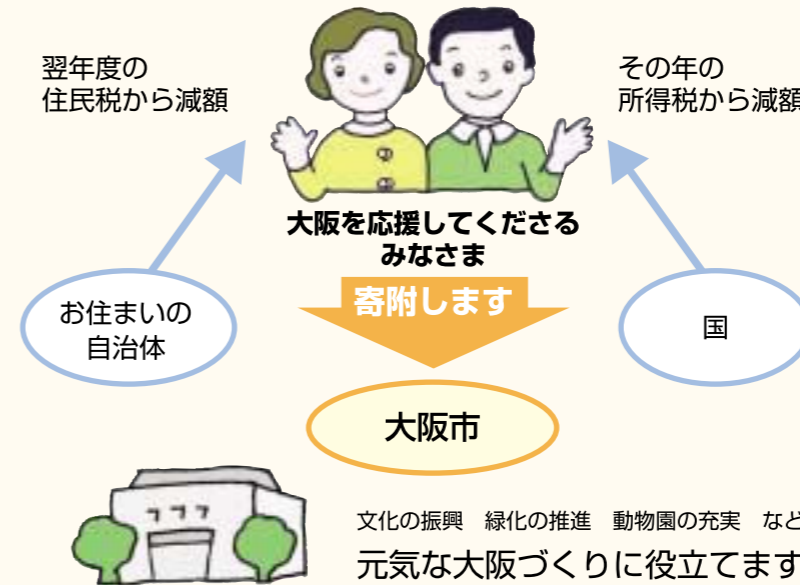 翌年度の
住民税から減額
その年の
所得税から減額
大阪を応援してくださる
みなさま
寄附します
お住まいの
自治体
国
大阪市
文化の振興　緑化の推進　動物園の充実　など
元気な大阪づくりに役立てます